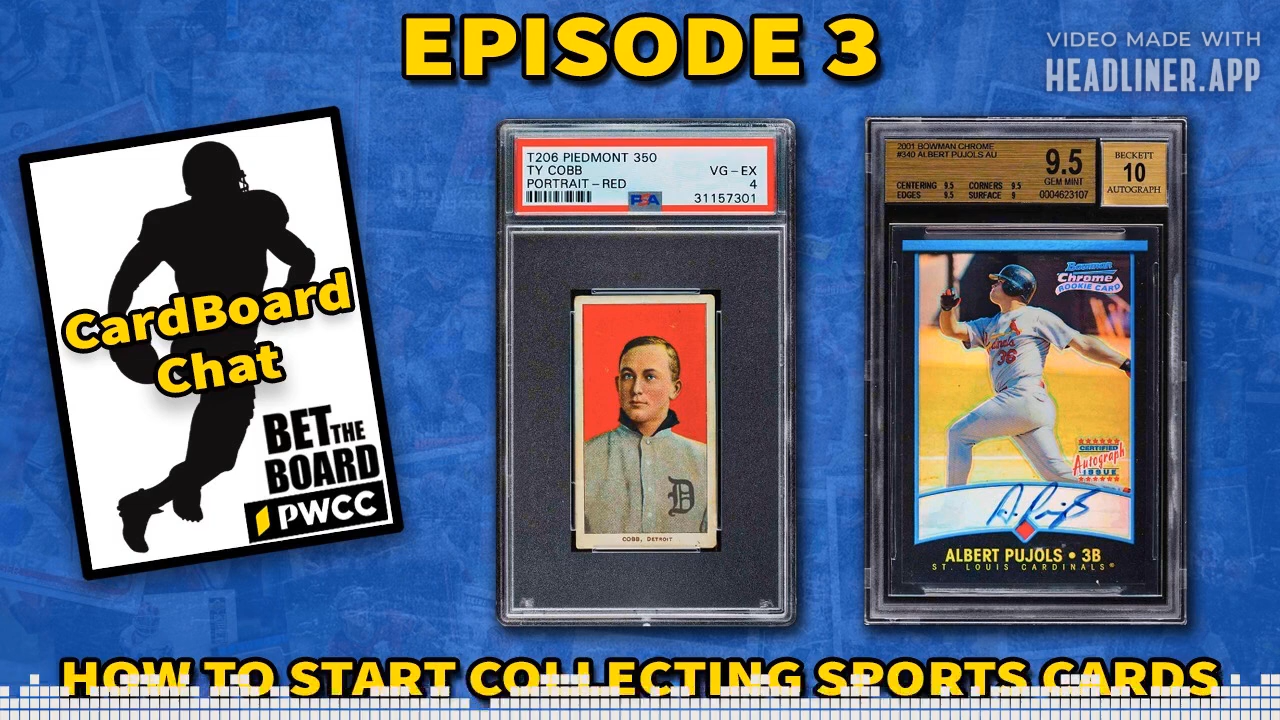 EPISODE 3
VIDEO MADE WITH
HEADLINER.APP
CardBoard
Chat
BET THE
BOARD
PWCC
T206 PIEDMONT 350
TY COBB VG-EX
PORTRAIT-RED 4
PSA 31157301
COBB, DETROIT
D
2001 BOWMAN CHROME
#340 ALBERT PUJOLS AU
9.5
GEM MINT
CENTERING 9.5 CORNERS 9.5
EDGES 9.5 SURFACE 9
0004623107
BECKETT
10
AUTOGRAPH
Bowman
Chrome
ROOKIE CARD
36
CERTIFIED
Autograph
ISSUE
ALBERT PUJOLS • 3B
ST. LOUIS CARDINALS
HOW TO START COLLECTING SPORTS CARDS